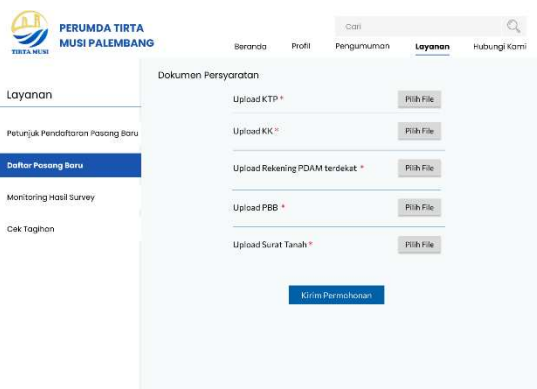 PERUMDA TIRTA
MUSI PALEMBANG
TIRTA MUSI
Cari
Beranda Profil Pengumuman Layanan Hubungi Kami
Layanan
Petunjuk Pendaftaran Pasang Baru
Daftar Pasang Baru
Monitoring Hasil Survey
Cek Tagihan
Dokumen Persyaratan
Upload KTP * Pilih File
Upload KK * Pilih File
Upload Rekening PDAM terdekat * Pilih File
Upload PBB * Pilih File
Upload Surat Tanah * Pilih File
Kirim Permohonan